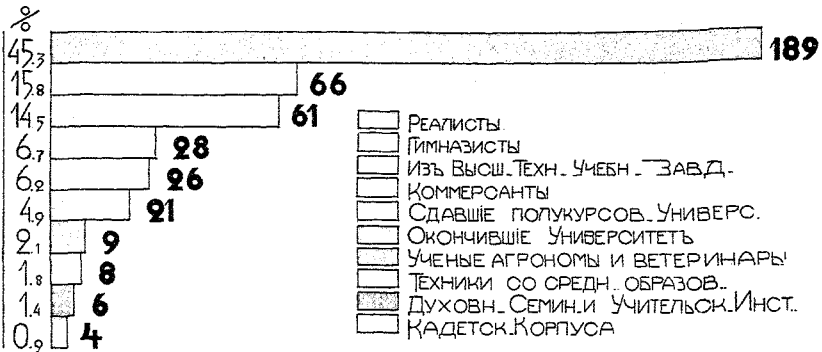 %
45.3 189
15.8 66
14.5 61
6.7 28
6.2 26
4.9 21
2.1 9
1.8 8
1.4 6
0.9 4
Реалисты
Гимназисты
Изъ Высш. Техн. Учебн. Завд.
Коммерсанты
Сдавшіе полукурсов. Универс.
Окончившіе Университетъ
Ученые агрономы и ветеринары
Техники со средн. образов.
Духовн. Семин. и Учительск. Инст.
Кадетск. Корпуса